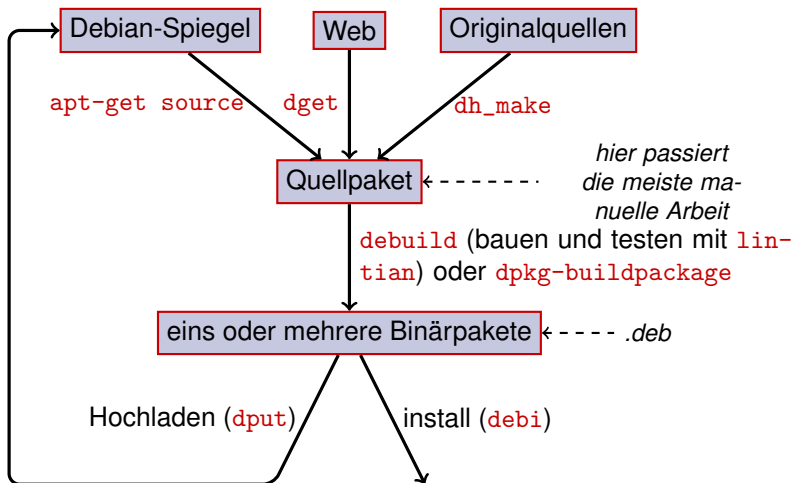 Debian-Spiegel
Web
Originalquellen
apt-get source
dget
dh_make
Quellpaket
hier passiert
die meiste ma-
nuelle Arbeit
debuild (bauen und testen mit lin-
tian) oder dpkg-buildpackage
eins oder mehrere Binärpakete
.deb
Hochladen (dput)
install (debi)